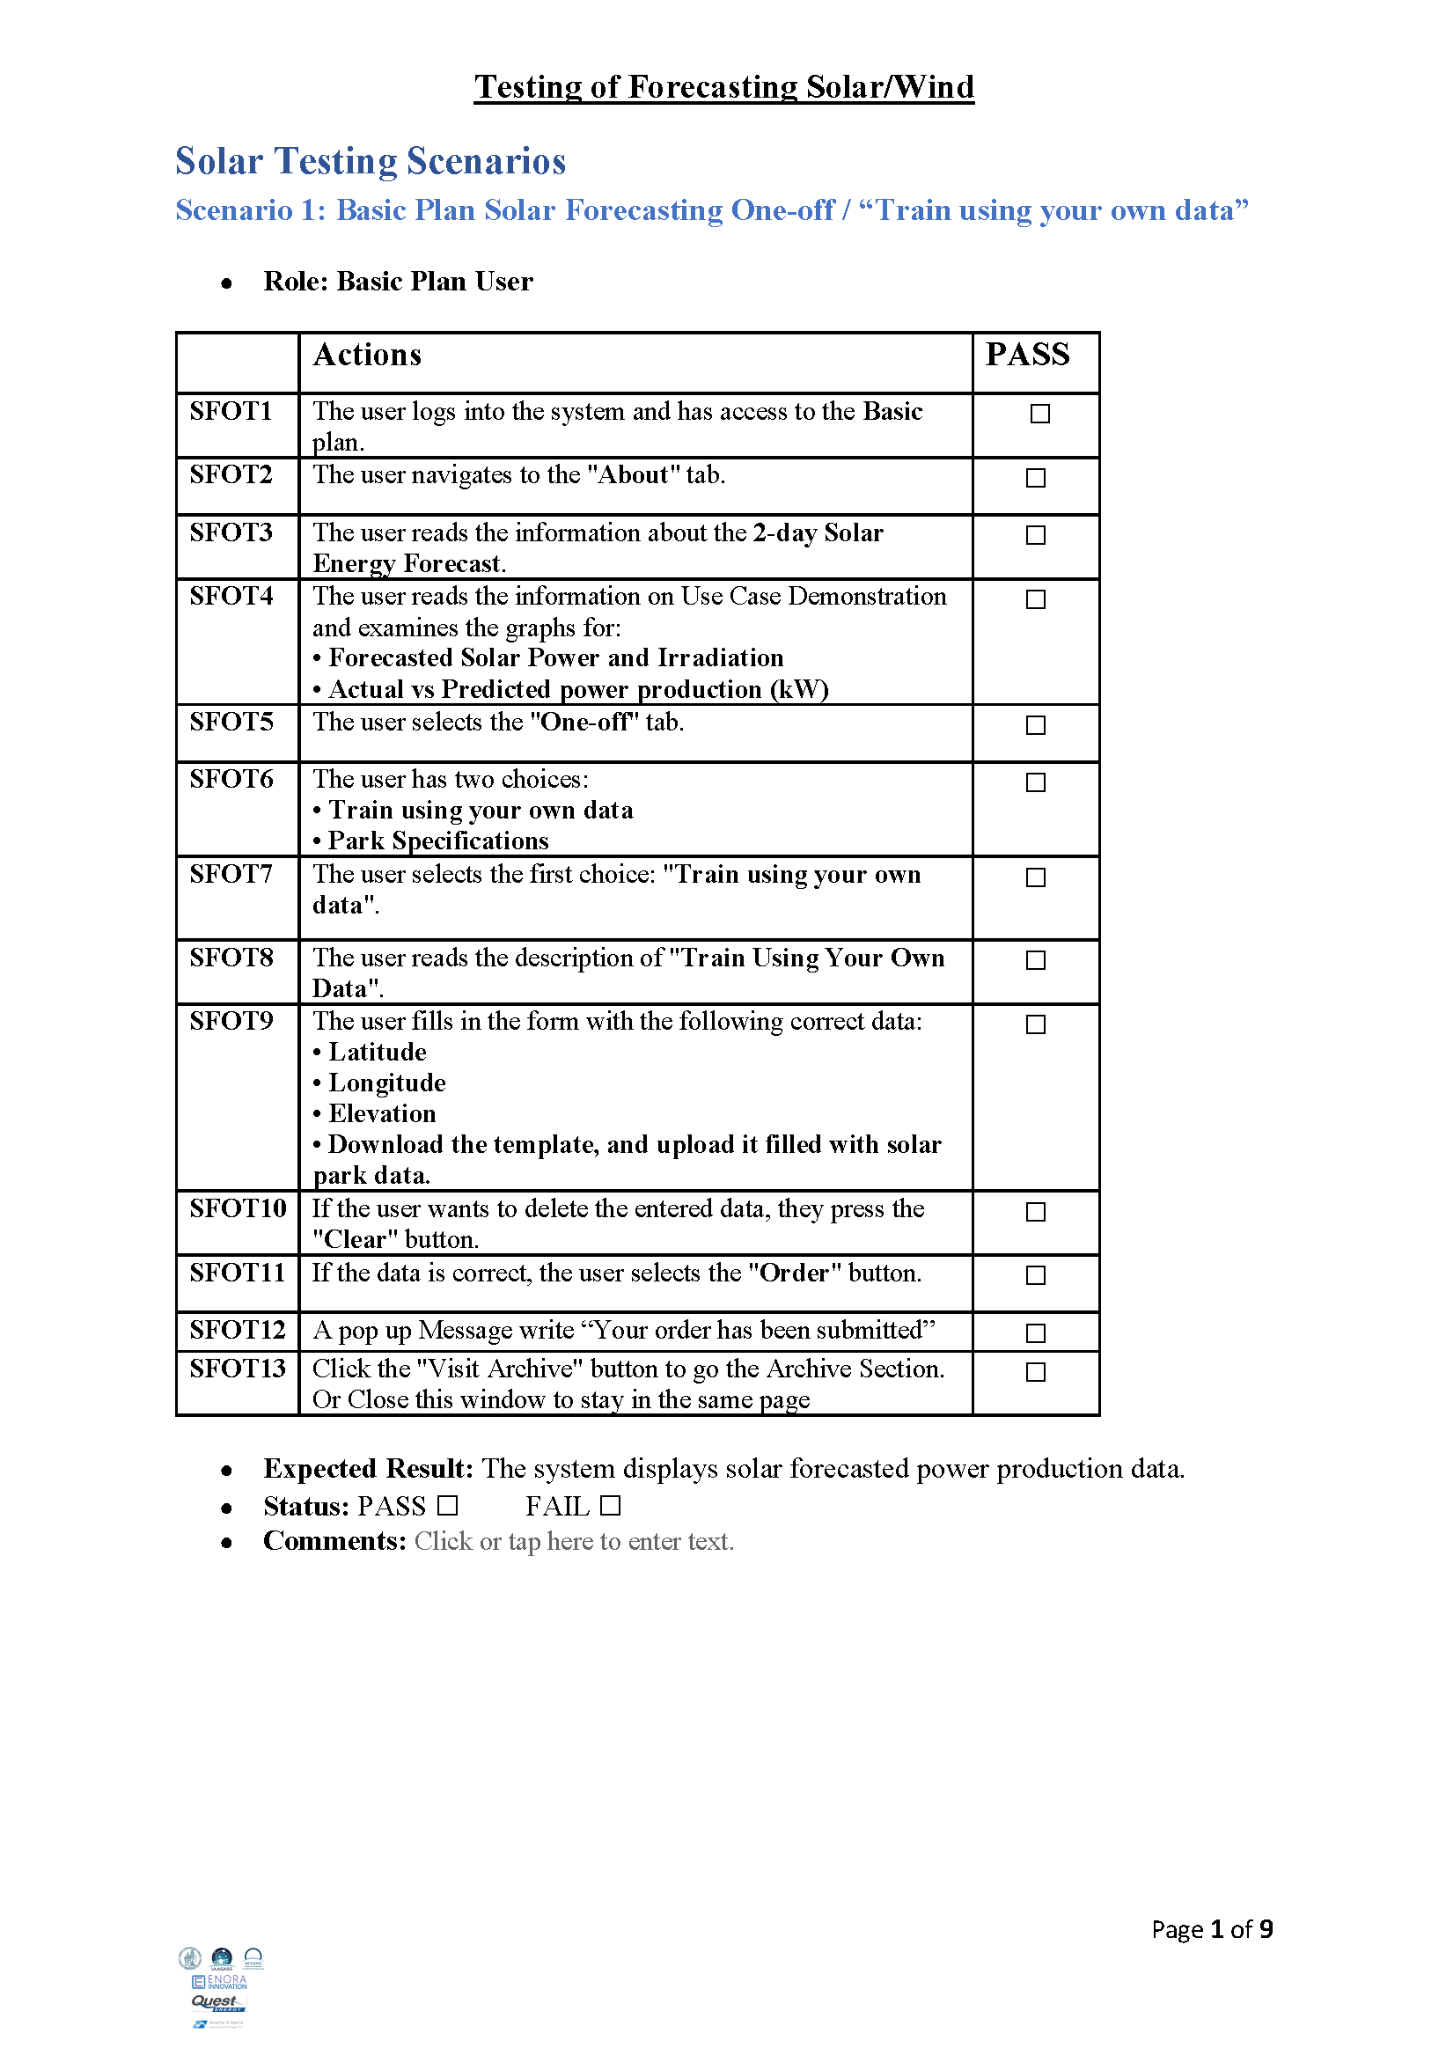 Testing of Forecasting Solar/Wind
Solar Testing Scenarios
Scenario 1: Basic Plan Solar Forecasting One-off / “Train using your own data”
• Role: Basic Plan User
Actions PASS
SFOT1 The user logs into the system and has access to the Basic ☐
plan.
SFOT2 The user navigates to the "About" tab. ☐
SFOT3 The user reads the information about the 2-day Solar ☐
Energy Forecast.
SFOT4 The user reads the information on Use Case Demonstration ☐
and examines the graphs for:
• Forecasted Solar Power and Irradiation
• Actual vs Predicted power production (kW)
SFOT5 The user selects the "One-off" tab. ☐
SFOT6 The user has two choices: ☐
• Train using your own data
• Park Specifications
SFOT7 The user selects the first choice: "Train using your own ☐
data".
SFOT8 The user reads the description of "Train Using Your Own ☐
Data".
SFOT9 The user fills in the form with the following correct data: ☐
• Latitude
• Longitude
• Elevation
• Download the template, and upload it filled with solar
park data.
SFOT10 If the user wants to delete the entered data, they press the ☐
"Clear" button.
SFOT11 If the data is correct, the user selects the "Order" button. ☐
SFOT12 A pop up Message write “Your order has been submitted” ☐
SFOT13 Click the "Visit Archive" button to go the Archive Section. ☐
Or Close this window to stay in the same page
• Expected Result: The system displays solar forecasted power production data.
• Status: PASS ☐ FAIL ☐
• Comments: Click or tap here to enter text.
Page 1 of 9
IAASARS
BEYOND
ENORA
INNOVATION
Quest
ENERGY